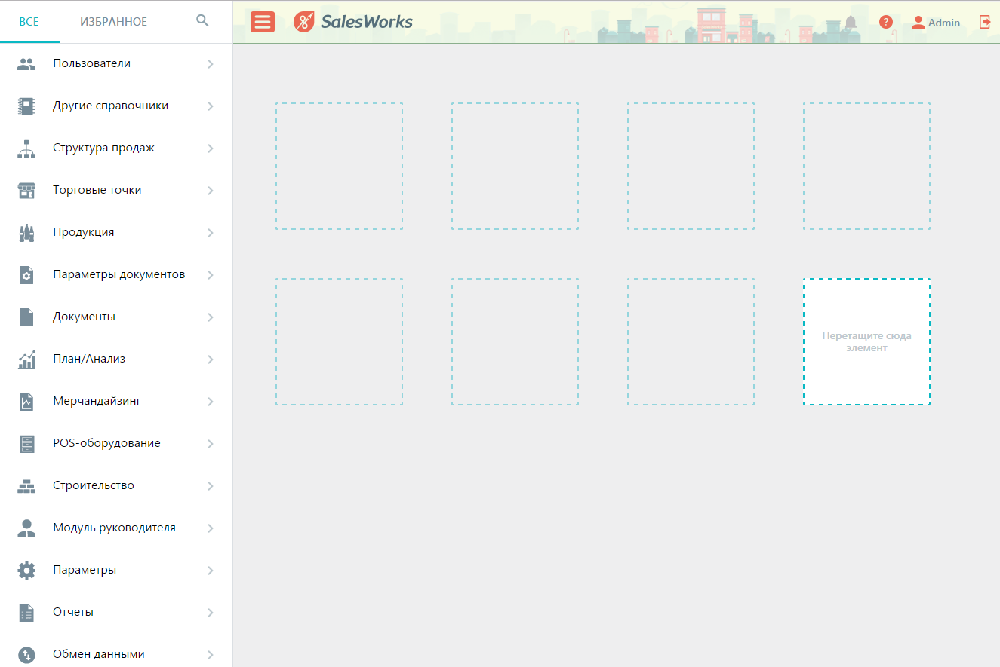 ВСЕ
ИЗБРАННОЕ
SalesWorks
?
Admin
Пользователи
Другие справочники
Структура продаж
Торговые точки
Продукция
Параметры документов
Документы
План/Анализ
Мерчандайзинг
POS-оборудование
Строительство
Модуль руководителя
Параметры
Отчеты
Обмен данными
Перетащите сюда
элемент